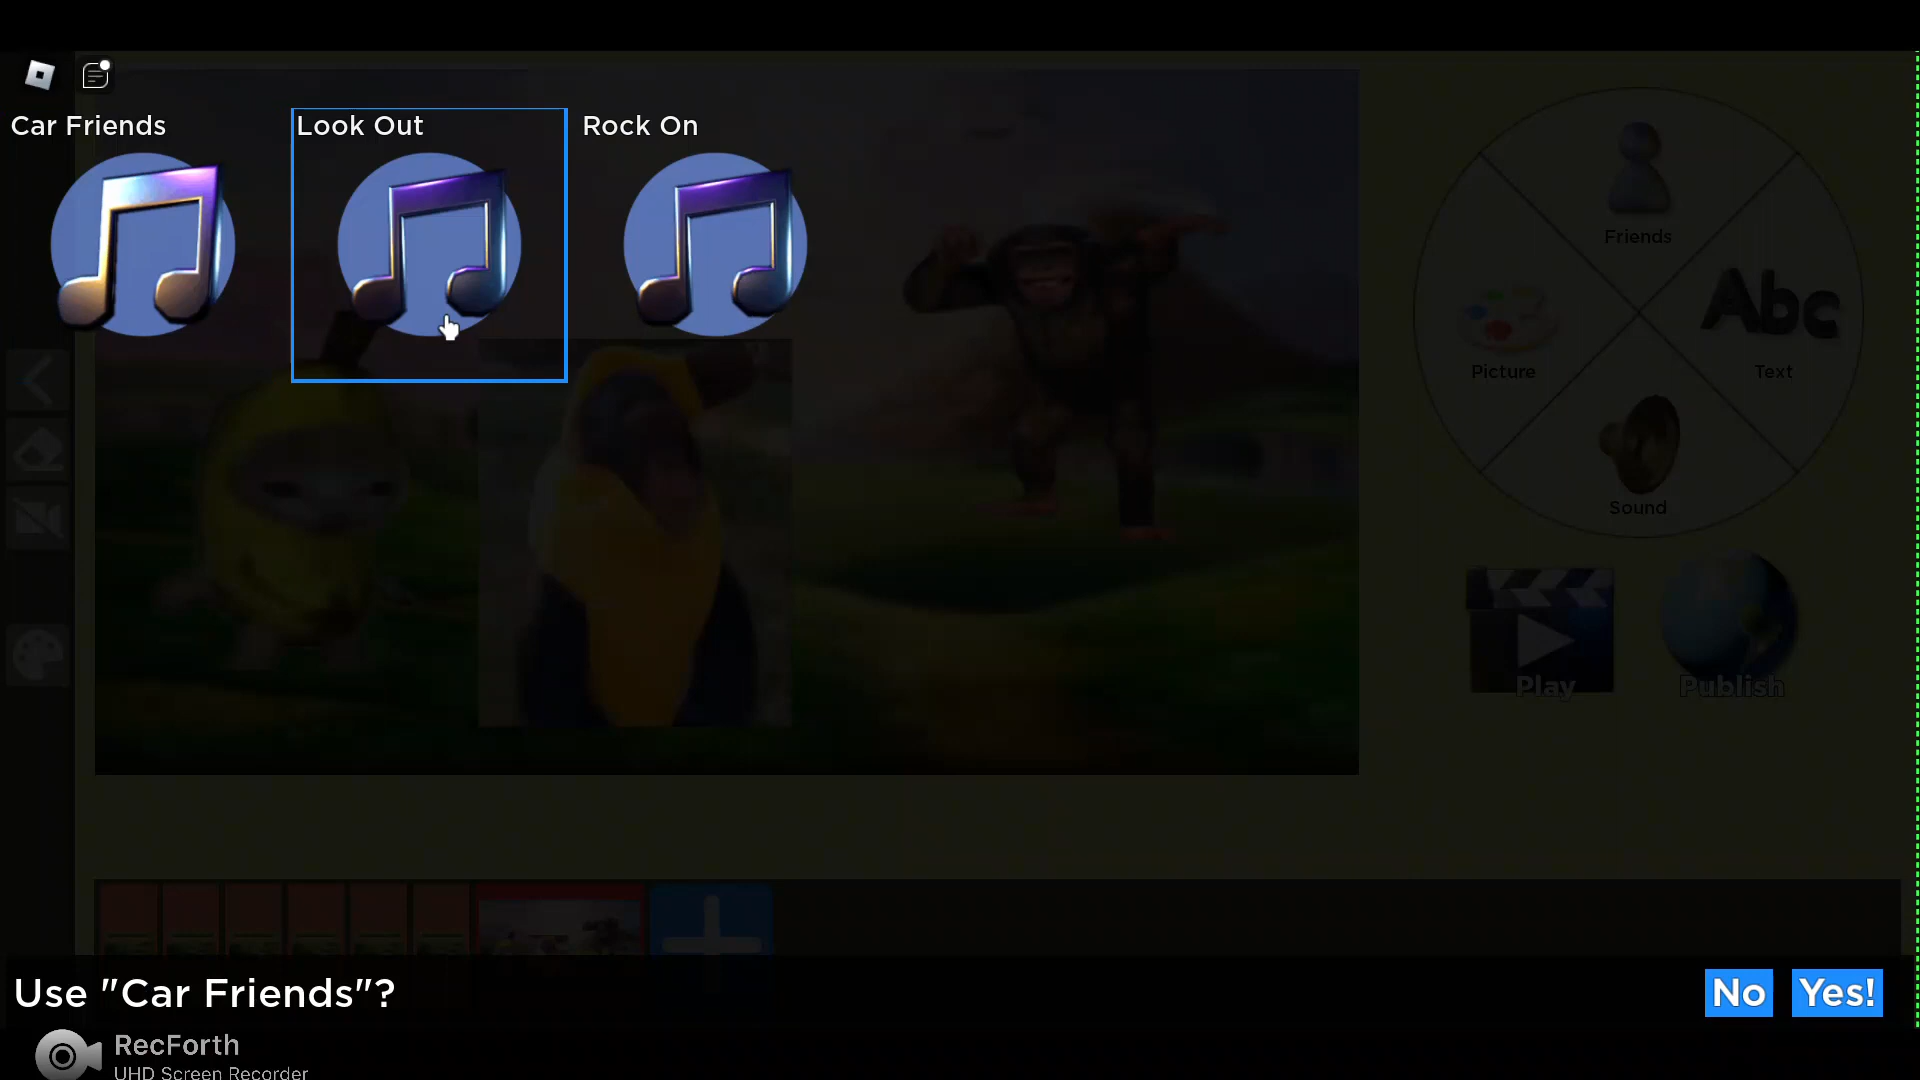 Car Friends
Look Out
Rock On
Friends
Abc
Picture
Text
Sound
Play
Publish
Use "Car Friends"?
No
Yes!
RecForth
UHD Screen Recorder